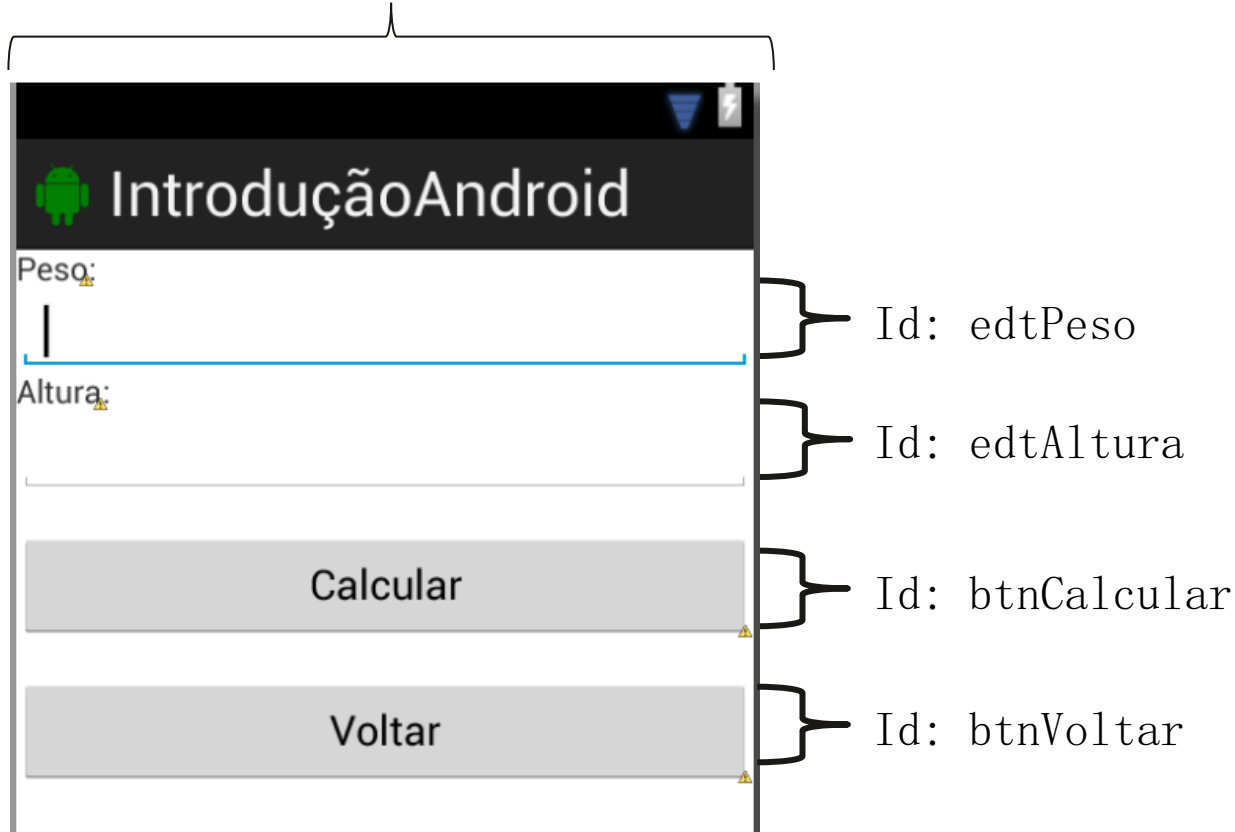 IntroduçãoAndroid
Peso:
Id: edtPeso
Altura:
Id: edtAltura
Calcular
Id: btnCalcular
Voltar
Id: btnVoltar